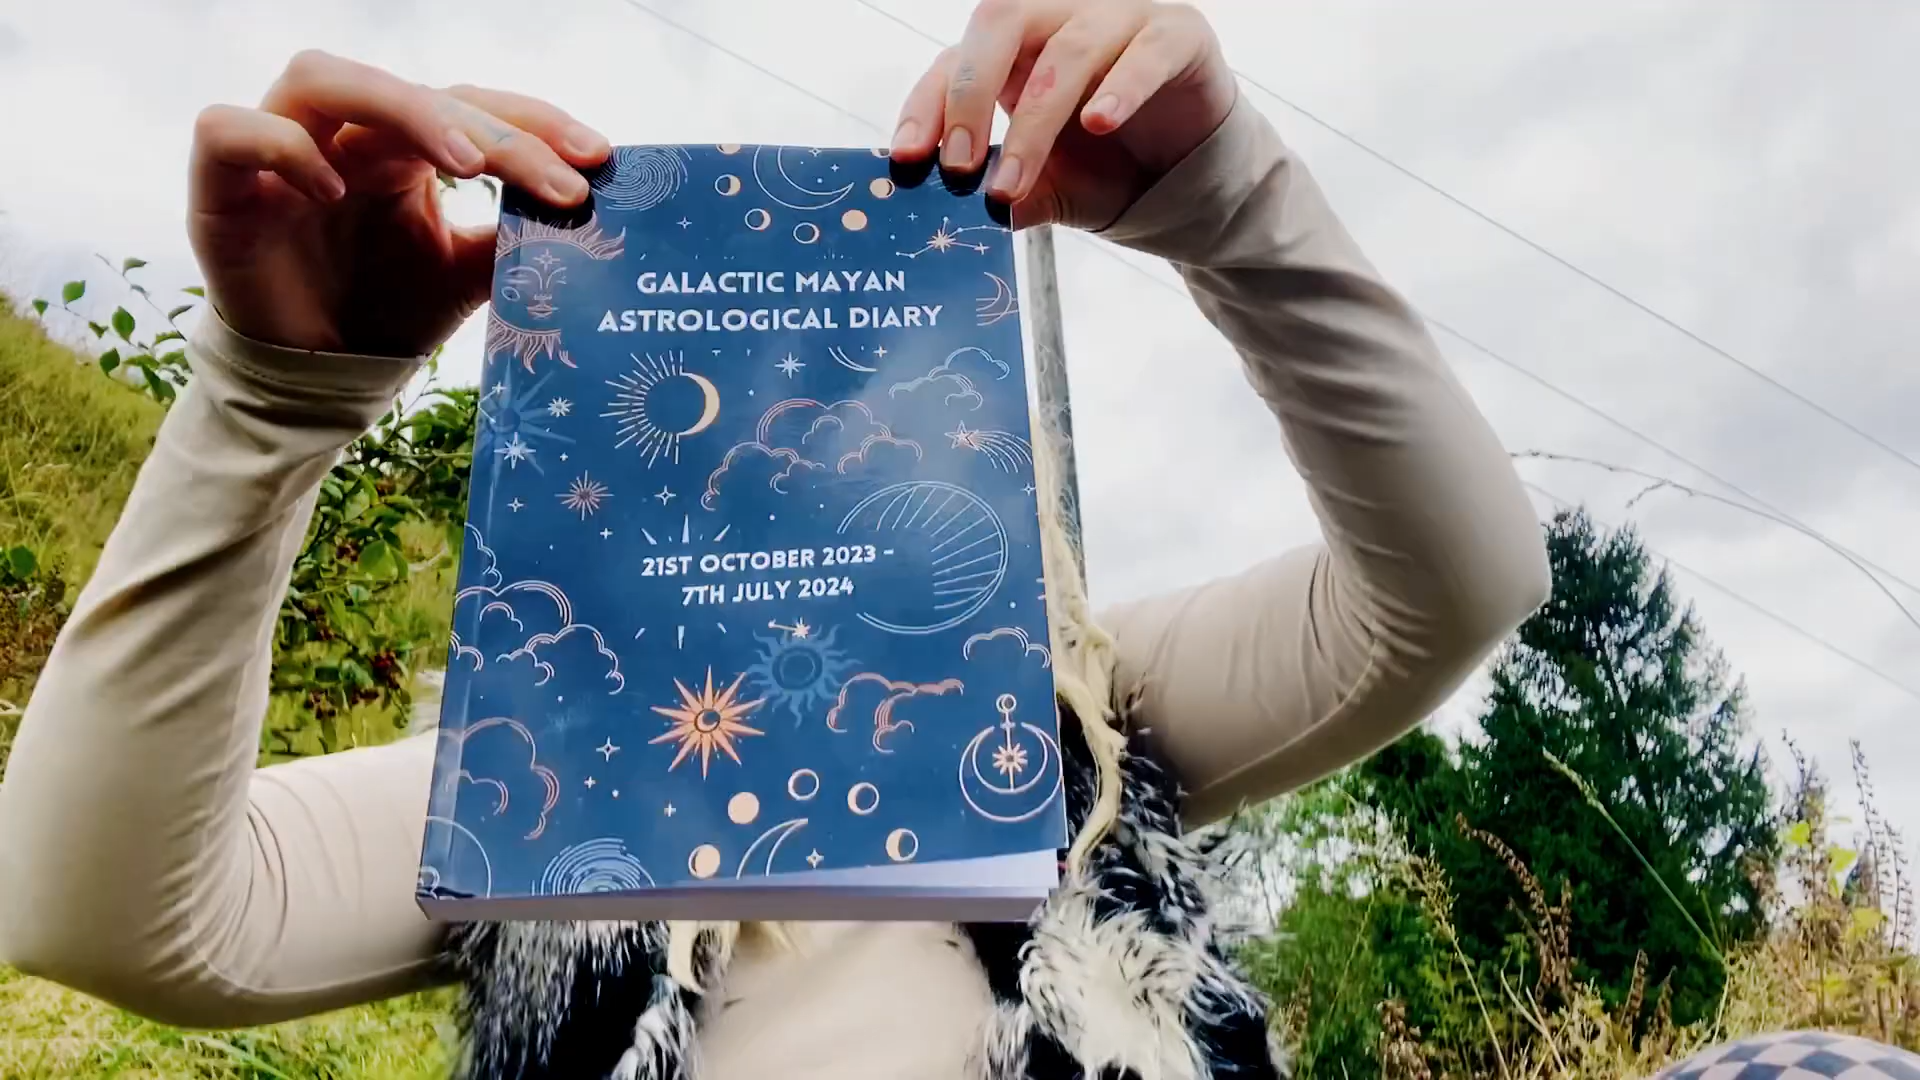 GALACTIC MAYAN
ASTROLOGICAL DIARY
21ST OCTOBER 2023 -
7TH JULY 2024